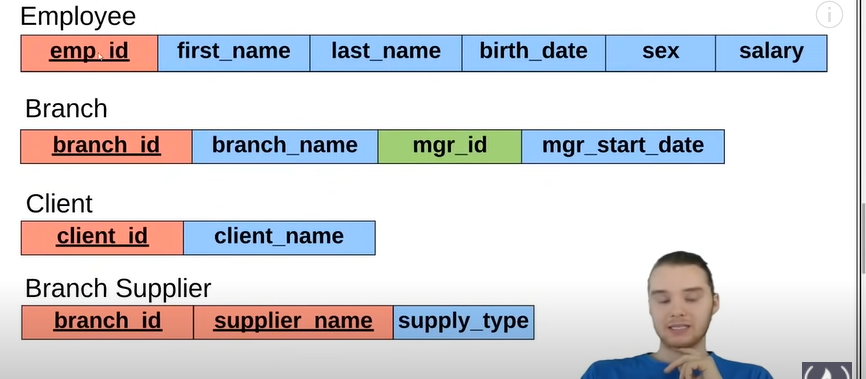 Employee
emp_id first_name last_name birth_date sex salary
Branch
branch_id branch_name mgr_id mgr_start_date
Client
client_id client_name
Branch Supplier
branch_id supplier_name supply_type